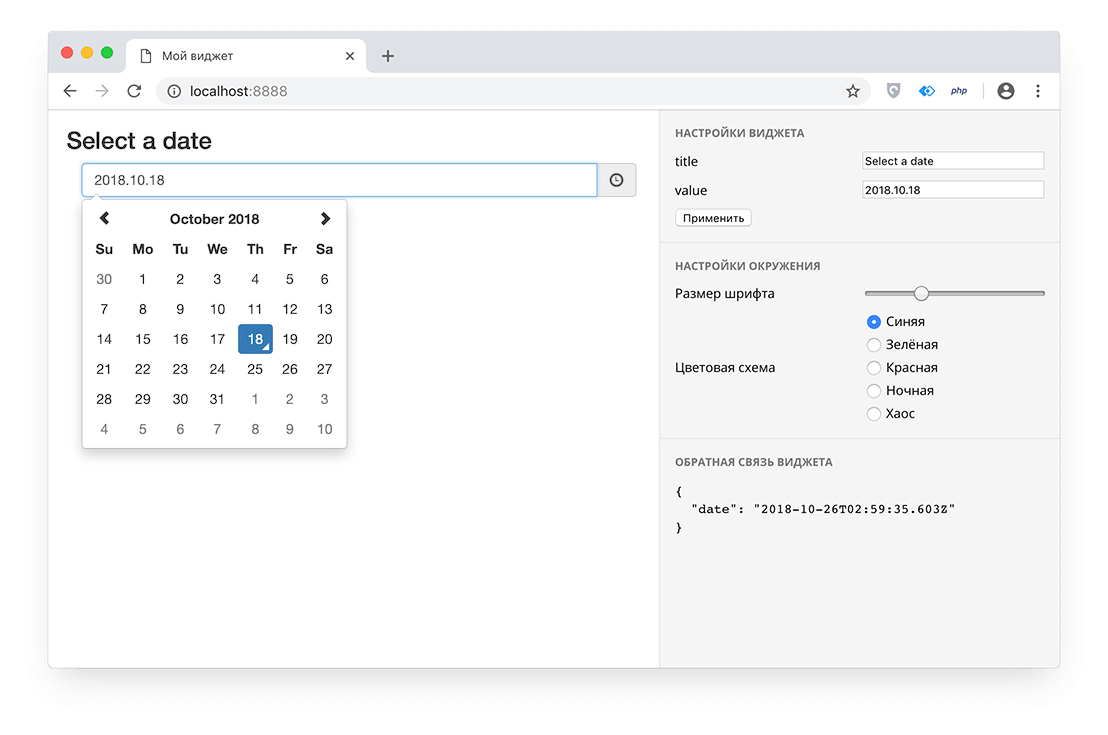 Мой виджет
localhost:8888
php
Select a date
2018.10.18
October 2018
Su Mo Tu We Th Fr Sa
30 1 2 3 4 5 6
7 8 9 10 11 12 13
14 15 16 17 18 19 20
21 22 23 24 25 26 27
28 29 30 31 1 2 3
4 5 6 7 8 9 10
НАСТРОЙКИ ВИДЖЕТА
title Select a date
value 2018.10.18
Применить
НАСТРОЙКИ ОКРУЖЕНИЯ
Размер шрифта
Цветовая схема
Синяя
Зелёная
Красная
Ночная
Хаос
ОБРАТНАЯ СВЯЗЬ ВИДЖЕТА
{
"date": "2018-10-26T02:59:35.603Z"
}